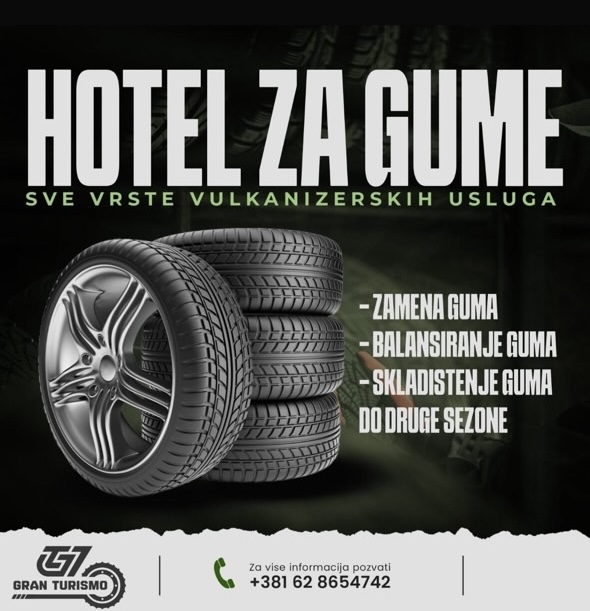 HOTEL ZA GUME
SVE VRSTE VULKANIZERSKIH USLUGA
- ZAMENA GUMA
- BALANSIRANJE GUMA
- SKLADISTENJE GUMA
DO DRUGE SEZONE
GT
GRAN TURISMO
Za vise informacija pozvati
+381 62 8654742